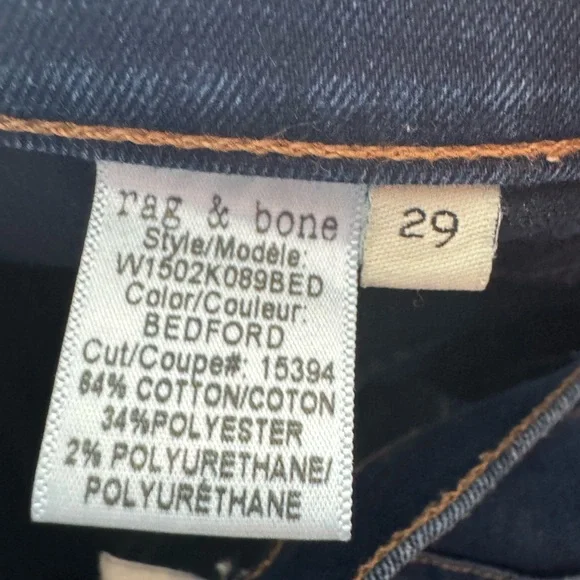 rag & bone
29
Style/Modèle:
W1502K089BED
Color/Couleur:
BEDFORD
Cut/Coupe#: 15394
64% COTTON/COTON
34%POLYESTER
2% POLYURETHANE/
POLYURÉTHANE